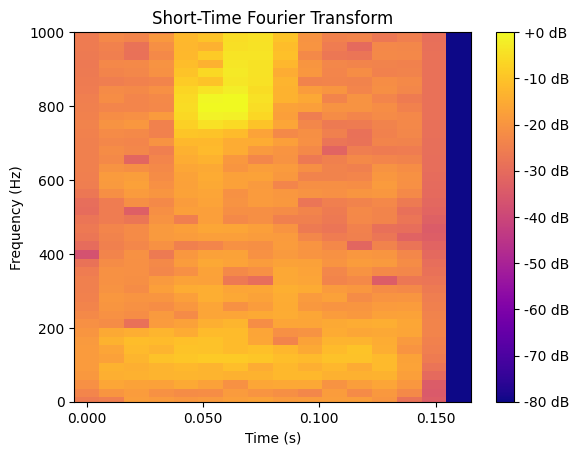 Short-Time Fourier Transform
Frequency (Hz)
1000
800
600
400
200
0
0.000
0.050
0.100
0.150
Time (s)
+0 dB
-10 dB
-20 dB
-30 dB
-40 dB
-50 dB
-60 dB
-70 dB
-80 dB